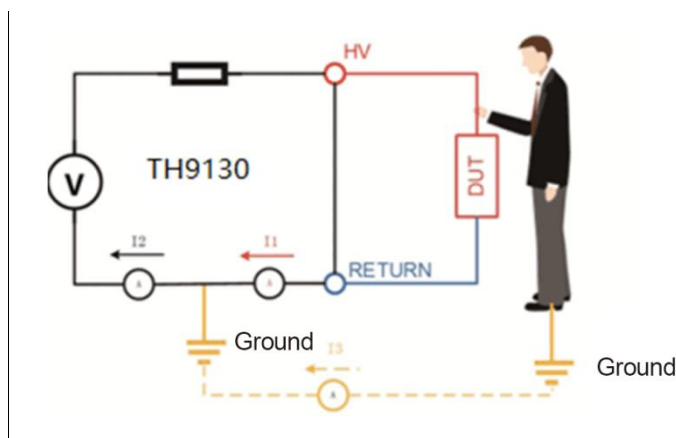 HV
TH9130
DUT
V
I2
I1
A
A
RETURN
Ground
I3
Ground
A